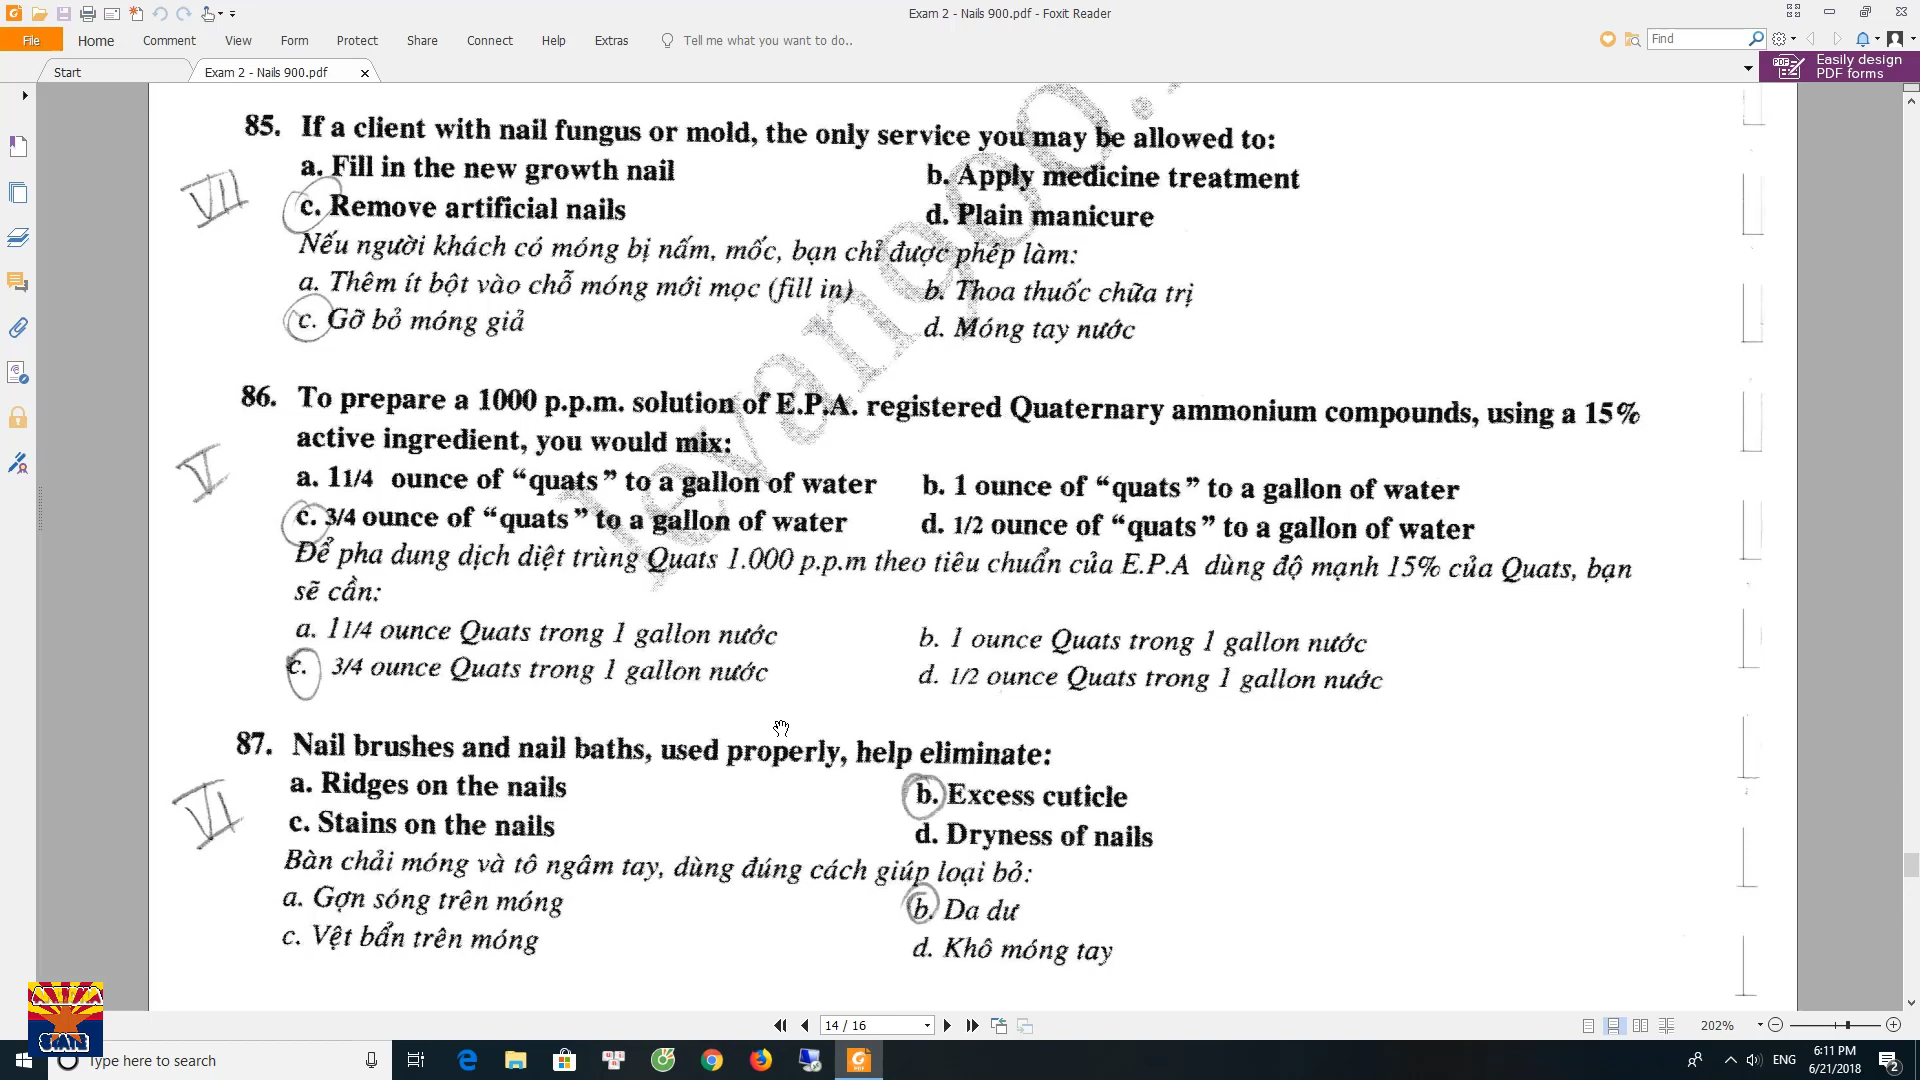 Exam 2 - Nails 900.pdf - Foxit Reader
File Home Comment View Form Protect Share Connect Help Extras Tell me what you want to do.. Find
Start Exam 2 - Nails 900.pdf Easily design PDF forms
85. If a client with nail fungus or mold, the only service you may be allowed to:
a. Fill in the new growth nail b. Apply medicine treatment
VII
c. Remove artificial nails d. Plain manicure
Nếu người khách có móng bị nấm, mốc, bạn chỉ được phép làm:
a. Thêm ít bột vào chỗ móng mới mọc (fill in) b. Thoa thuốc chữa trị
c. Gỡ bỏ móng giả d. Móng tay nước
86. To prepare a 1000 p.p.m. solution of E.P.A. registered Quaternary ammonium compounds, using a 15%
active ingredient, you would mix:
V
a. 11/4 ounce of “quats” to a gallon of water b. 1 ounce of “quats” to a gallon of water
c. 3/4 ounce of “quats” to a gallon of water d. 1/2 ounce of “quats” to a gallon of water
Để pha dung dịch diệt trùng Quats 1.000 p.p.m theo tiêu chuẩn của E.P.A dùng độ mạnh 15% của Quats, bạn
sẽ cần:
a. 11/4 ounce Quats trong 1 gallon nước b. 1 ounce Quats trong 1 gallon nước
c. 3/4 ounce Quats trong 1 gallon nước d. 1/2 ounce Quats trong 1 gallon nước
87. Nail brushes and nail baths, used properly, help eliminate:
a. Ridges on the nails b. Excess cuticle
VI
c. Stains on the nails d. Dryness of nails
Bàn chải móng và tô ngâm tay, dùng đúng cách giúp loại bỏ:
a. Gợn sóng trên móng b. Da dư
c. Vệt bẩn trên móng d. Khô móng tay
ARIZONA
STATE
14 / 16 202%
Type here to search ENG 6:11 PM
6/21/2018 2